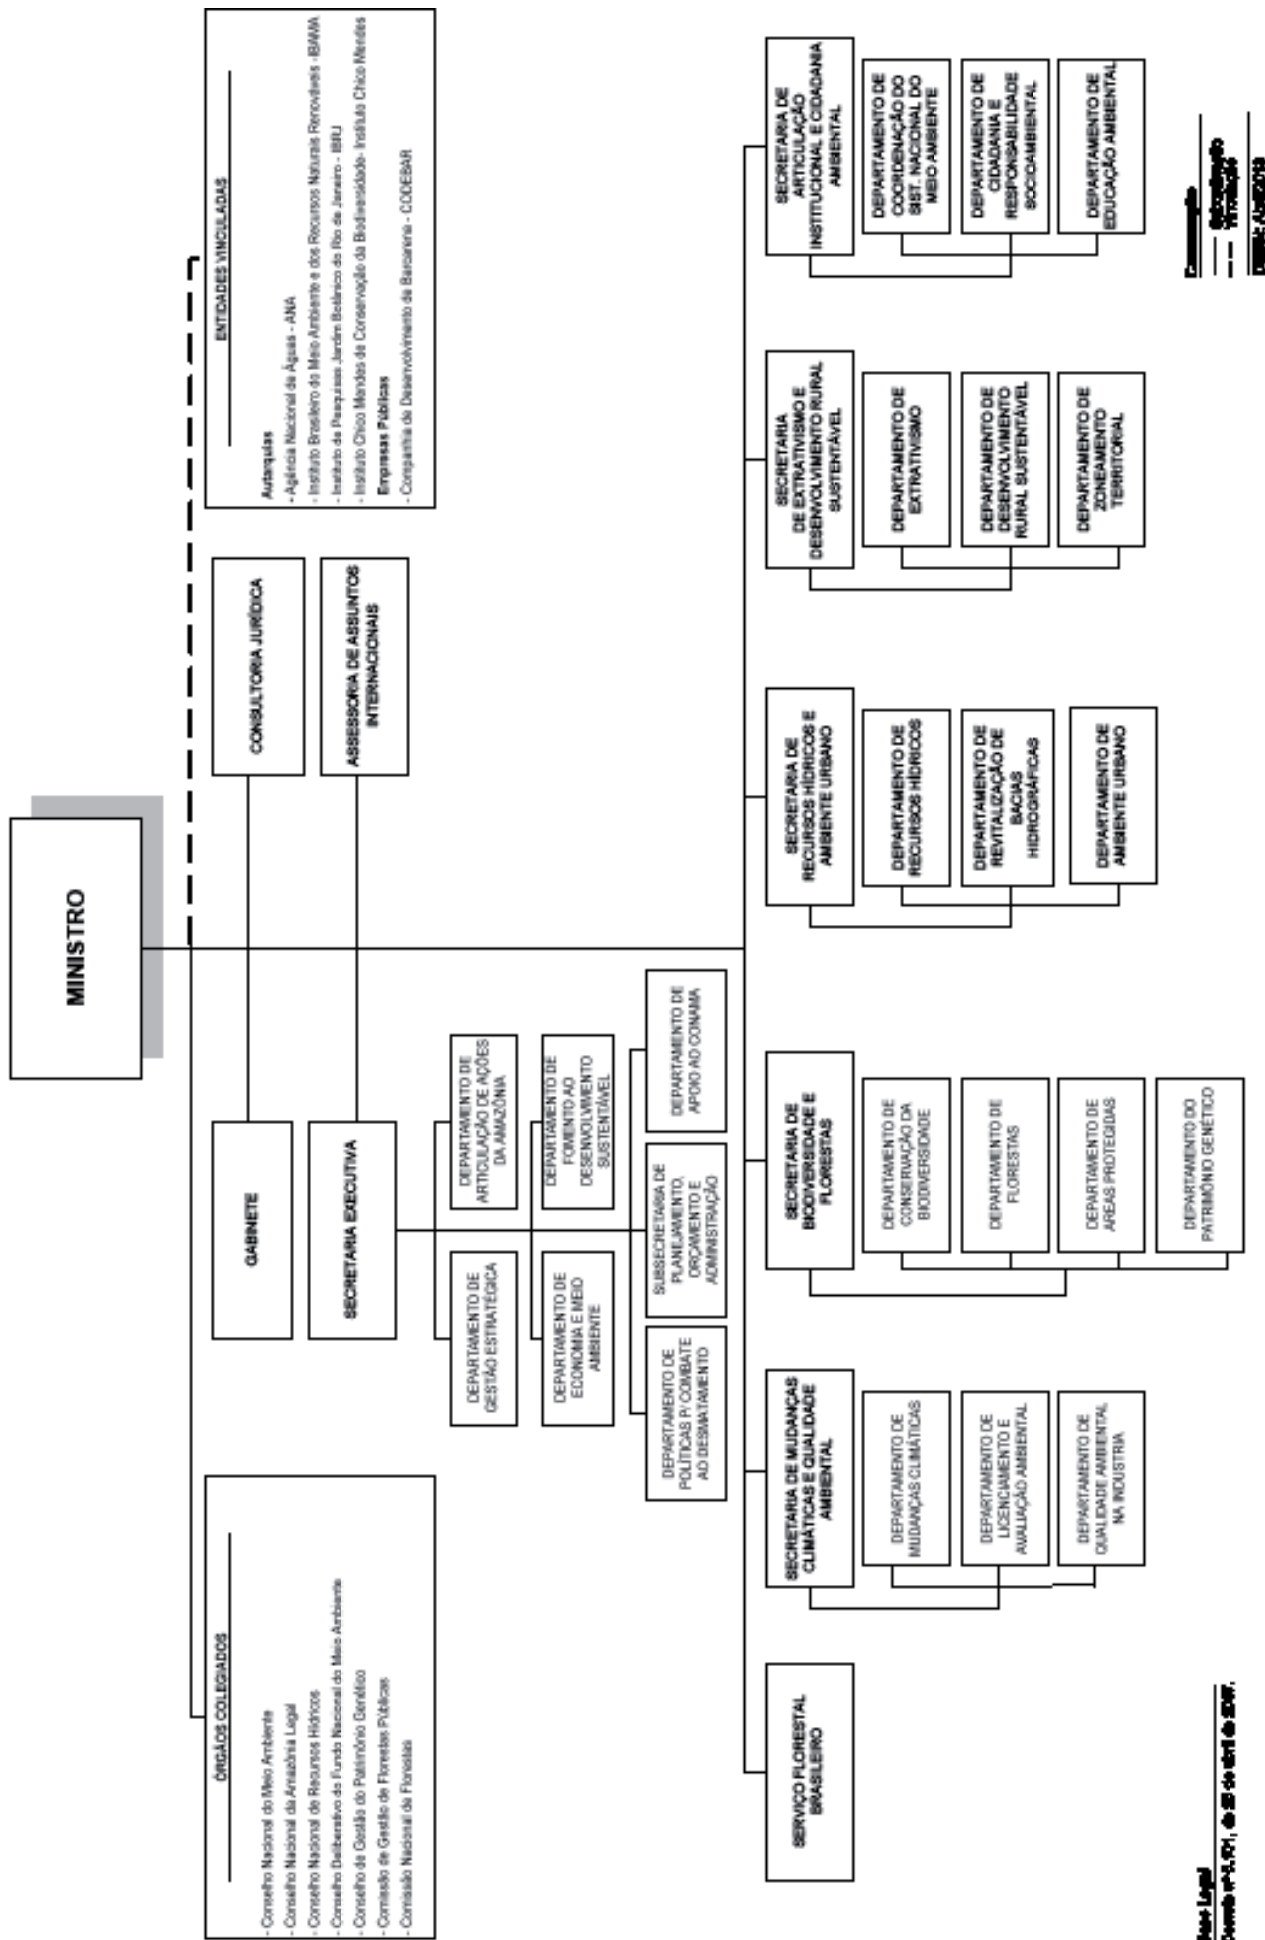 MINISTRO
ÓRGÃOS COLEGIADOS
- Conselho Nacional do Meio Ambiente
- Conselho Nacional da Amazônia Legal
- Conselho Nacional de Recursos Hídricos
- Conselho Deliberativo do Fundo Nacional do Meio Ambiente
- Conselho de Gestão do Patrimônio Genético
- Comissão de Gestão de Florestas Públicas
- Comissão Nacional de Florestas
GABINETE
SECRETARIA EXECUTIVA
CONSULTORIA JURÍDICA
ASSESSORIA DE ASSUNTOS
INTERNACIONAIS
ENTIDADES VINCULADAS
Autarquias
- Agência Nacional de Águas - ANA
- Instituto Brasileiro do Meio Ambiente e dos Recursos Naturais Renováveis - IBAMA
- Instituto de Pesquisas Jardim Botânico do Rio de Janeiro - IBRJ
- Instituto Chico Mendes de Conservação da Biodiversidade- Instituto Chico Mendes
Empresas Públicas
- Companhia de Desenvolvimento de Barcarena - CODEBAR
DEPARTAMENTO DE
GESTÃO ESTRATÉGICA
DEPARTAMENTO DE
ARTICULAÇÃO DE AÇÕES
DA AMAZÔNIA
DEPARTAMENTO DE
ECONOMIA E MEIO
AMBIENTE
DEPARTAMENTO DE
FOMENTO AO
DESENVOLVIMENTO
SUSTENTÁVEL
DEPARTAMENTO DE
POLÍTICAS P/ COMBATE
AO DESMATAMENTO
SUBSECRETARIA DE
PLANEJAMENTO,
ORÇAMENTO E
ADMINISTRAÇÃO
DEPARTAMENTO DE
APOIO AO CONAMA
SERVIÇO FLORESTAL
BRASILEIRO
SECRETARIA DE MUDANÇAS
CLIMÁTICAS E QUALIDADE
AMBIENTAL
DEPARTAMENTO DE
MUDANÇAS CLIMÁTICAS
DEPARTAMENTO DE
LICENCIAMENTO E
AVALIAÇÃO AMBIENTAL
DEPARTAMENTO DE
QUALIDADE AMBIENTAL
NA INDUSTRIA
SECRETARIA DE
BIODIVERSIDADE E
FLORESTAS
DEPARTAMENTO DE
CONSERVAÇÃO DA
BIODIVERSIDADE
DEPARTAMENTO DE
FLORESTAS
DEPARTAMENTO DE
AREAS PROTEGIDAS
DEPARTAMENTO DO
PATRIMÔNIO GENÉTICO
SECRETARIA DE
RECURSOS HÍDRICOS E
AMBIENTE URBANO
DEPARTAMENTO DE
RECURSOS HÍDRICOS
DEPARTAMENTO DE
REVITALIZAÇÃO DE
BACIAS
HIDROGRÁFICAS
DEPARTAMENTO DE
AMBIENTE URBANO
SECRETARIA
DE EXTRATIVISMO E
DESENVOLVIMENTO RURAL
SUSTENTÁVEL
DEPARTAMENTO DE
EXTRATIVISMO
DEPARTAMENTO DE
DESENVOLVIMENTO
RURAL SUSTENTÁVEL
DEPARTAMENTO DE
ZONEAMENTO
TERRITORIAL
SECRETARIA DE
ARTICULAÇÃO
INSTITUCIONAL E CIDADANIA
AMBIENTAL
DEPARTAMENTO DE
COORDENAÇÃO DO
SIST. NACIONAL DO
MEIO AMBIENTE
DEPARTAMENTO DE
CIDADANIA E
RESPONSABILIDADE
SOCIOAMBIENTAL
DEPARTAMENTO DE
EDUCAÇÃO AMBIENTAL
Base Legal
de abril de 2007.
Subordinação
Vinculação